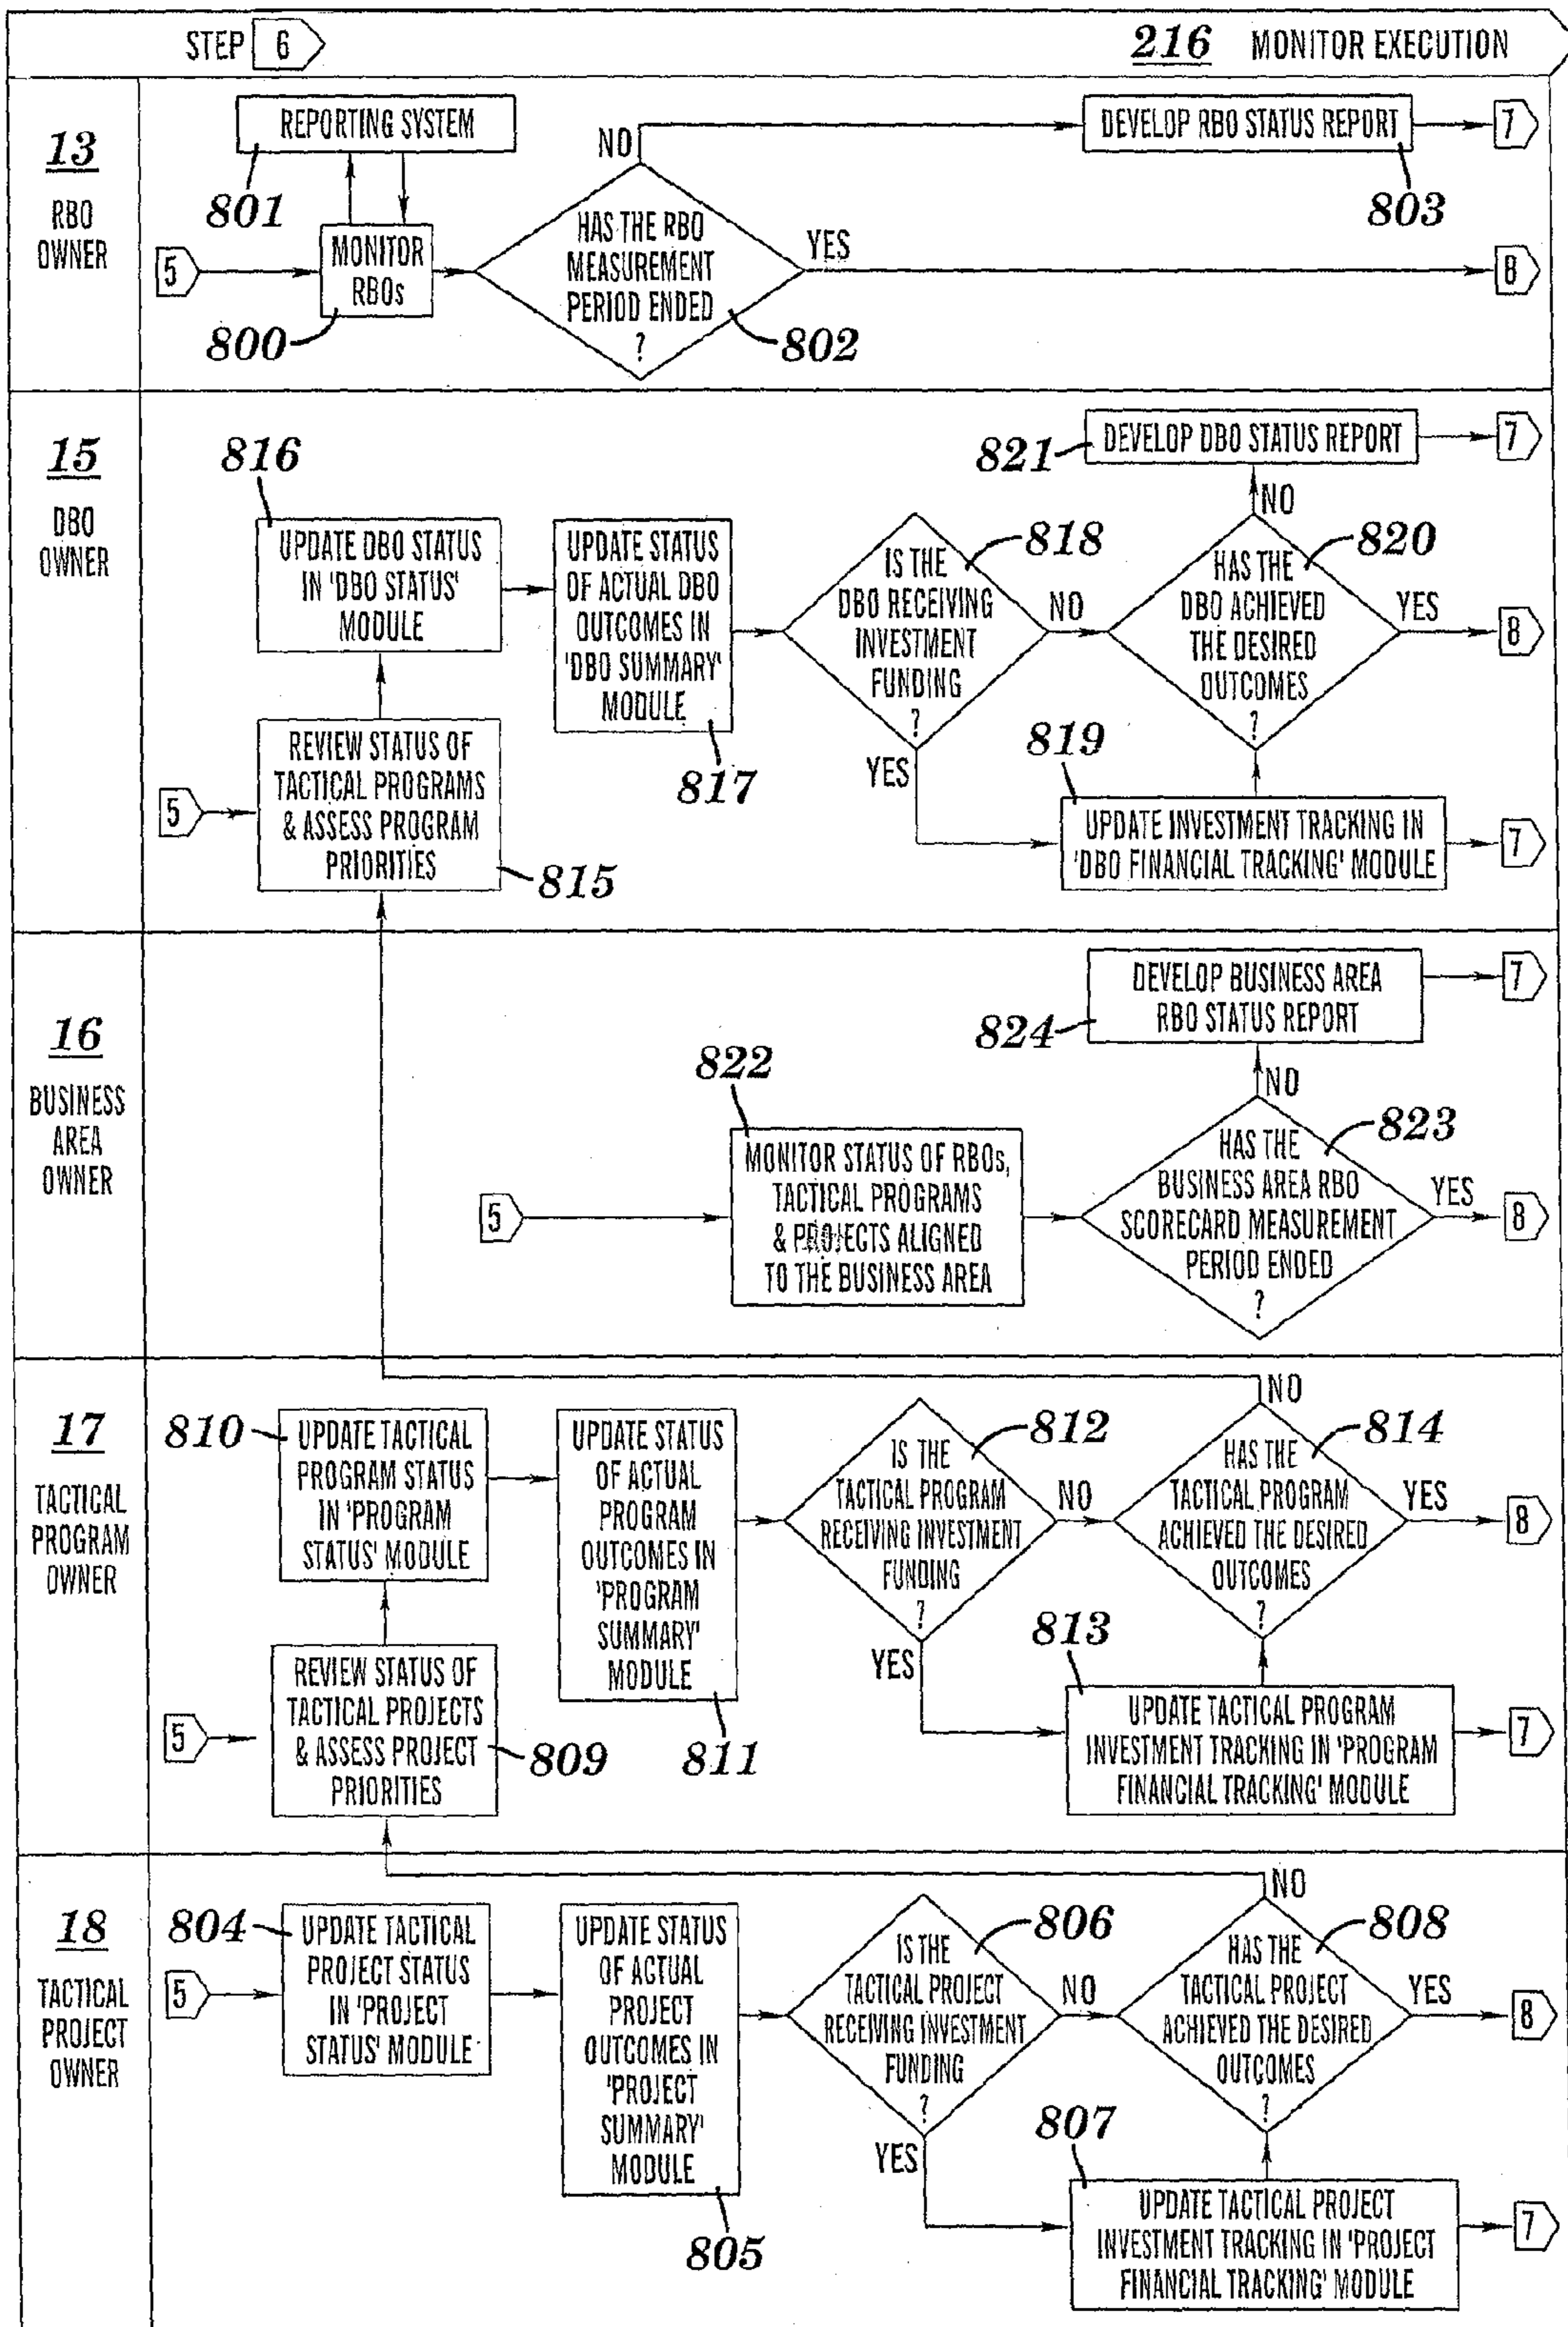 STEP 6
216 MONITOR EXECUTION
13
RBO
OWNER
REPORTING SYSTEM
801
5
MONITOR
RBOs
800
NO
HAS THE RBO
MEASUREMENT
PERIOD ENDED
?
802
YES
DEVELOP RBO STATUS REPORT
803
7
8
15
DBO
OWNER
816
UPDATE DBO STATUS
IN 'DBO STATUS'
MODULE
5
REVIEW STATUS OF
TACTICAL PROGRAMS
& ASSESS PROGRAM
PRIORITIES
815
UPDATE STATUS
OF ACTUAL DBO
OUTCOMES IN
'DBO SUMMARY'
MODULE
817
IS THE
DBO RECEIVING
INVESTMENT
FUNDING
?
818
NO
YES
821
DEVELOP DBO STATUS REPORT
7
NO
HAS THE
DBO ACHIEVED
THE DESIRED
OUTCOMES
?
820
YES
8
819
UPDATE INVESTMENT TRACKING IN
'DBO FINANCIAL TRACKING' MODULE
7
16
BUSINESS
AREA
OWNER
5
822
MONITOR STATUS OF RBOs,
TACTICAL PROGRAMS
& PROJECTS ALIGNED
TO THE BUSINESS AREA
824
DEVELOP BUSINESS AREA
RBO STATUS REPORT
7
NO
HAS THE
BUSINESS AREA RBO
SCORECARD MEASUREMENT
PERIOD ENDED
?
823
YES
8
17
TACTICAL
PROGRAM
OWNER
810
UPDATE TACTICAL
PROGRAM STATUS
IN 'PROGRAM
STATUS' MODULE
5
REVIEW STATUS OF
TACTICAL PROJECTS
& ASSESS PROJECT
PRIORITIES
809
UPDATE STATUS
OF ACTUAL
PROGRAM
OUTCOMES IN
'PROGRAM
SUMMARY'
MODULE
811
IS THE
TACTICAL PROGRAM
RECEIVING INVESTMENT
FUNDING
?
812
NO
YES
NO
HAS THE
TACTICAL PROGRAM
ACHIEVED THE DESIRED
OUTCOMES
?
814
YES
8
813
UPDATE TACTICAL PROGRAM
INVESTMENT TRACKING IN 'PROGRAM
FINANCIAL TRACKING' MODULE
7
18
TACTICAL
PROJECT
OWNER
804
5
UPDATE TACTICAL
PROJECT STATUS
IN 'PROJECT
STATUS' MODULE
UPDATE STATUS
OF ACTUAL
PROJECT
OUTCOMES IN
'PROJECT
SUMMARY'
MODULE
805
IS THE
TACTICAL PROJECT
RECEIVING INVESTMENT
FUNDING
?
806
NO
YES
NO
HAS THE
TACTICAL PROJECT
ACHIEVED THE DESIRED
OUTCOMES
?
808
YES
8
807
UPDATE TACTICAL PROJECT
INVESTMENT TRACKING IN 'PROJECT
FINANCIAL TRACKING' MODULE
7